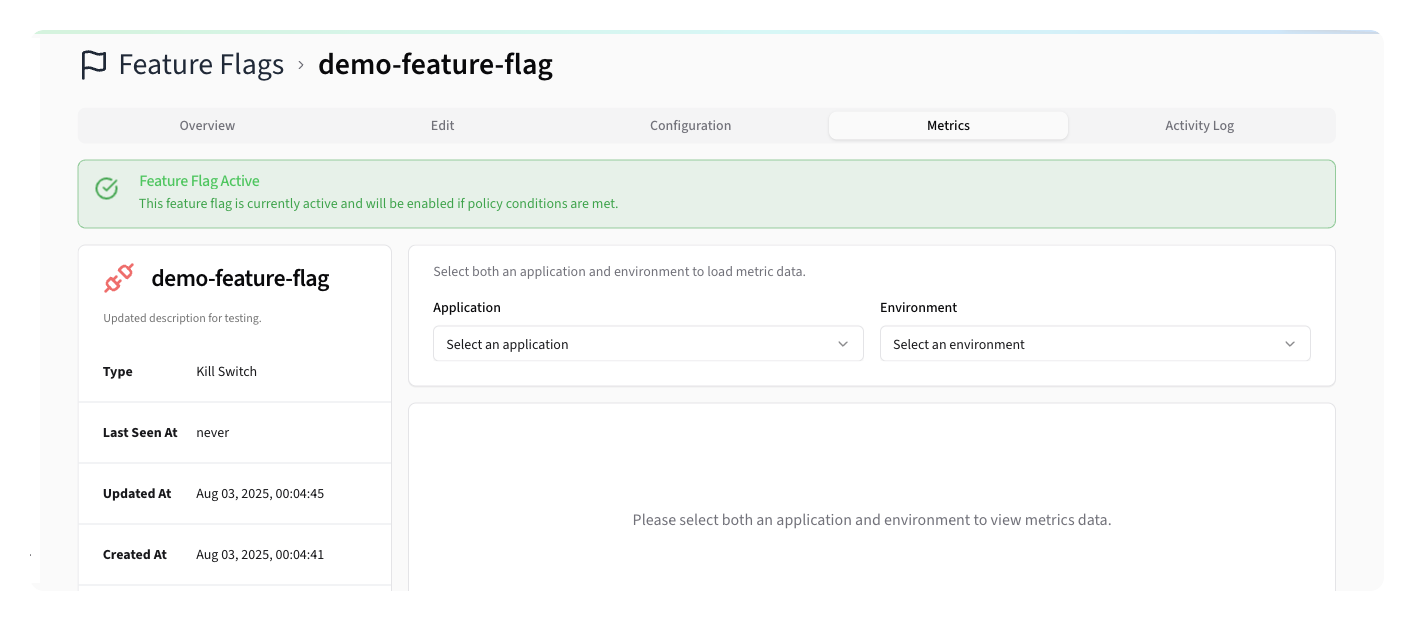 Feature Flags › demo-feature-flag
Overview Edit Configuration Metrics Activity Log
Feature Flag Active
This feature flag is currently active and will be enabled if policy conditions are met.
demo-feature-flag
Updated description for testing.
Type Kill Switch
Last Seen At never
Updated At Aug 03, 2025, 00:04:45
Created At Aug 03, 2025, 00:04:41
Select both an application and environment to load metric data.
Application Environment
Select an application Select an environment
Please select both an application and environment to view metrics data.